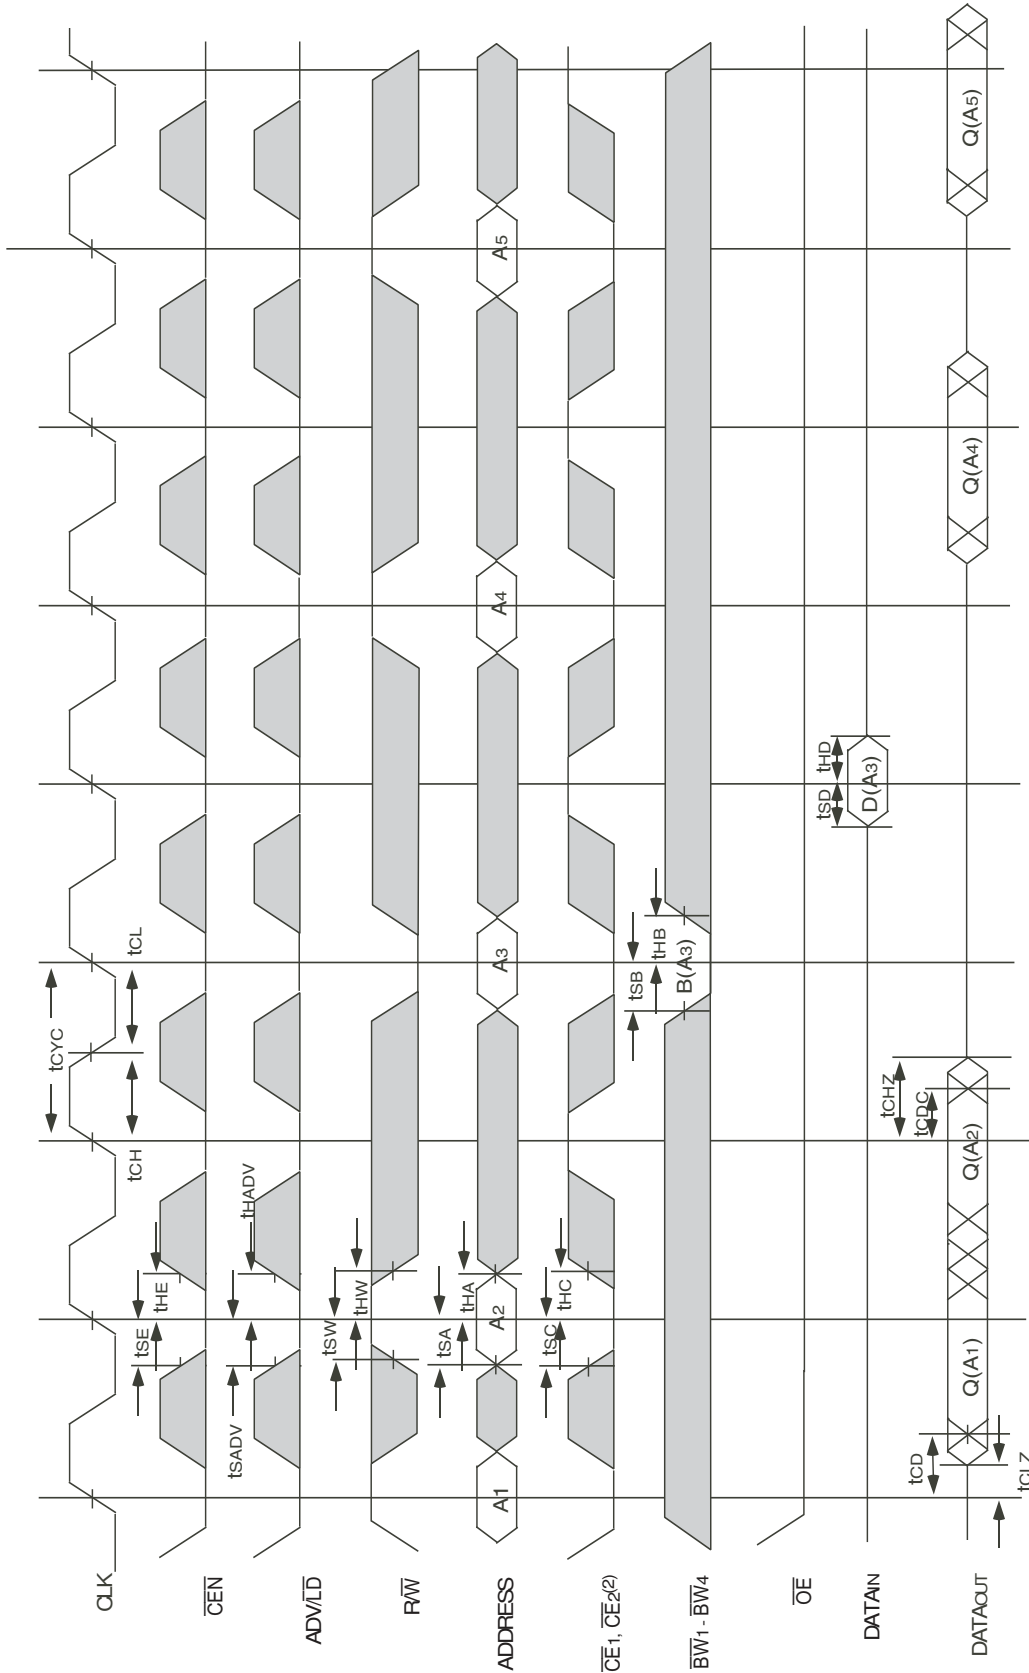 CLK
tCYC
tCH
tCL
CEN
tSE
tHE
ADV/LD
tSADV
tHADV
R/W
tSW
tHW
ADDRESS
A1
tSA
tHA
A2
A3
A4
A5
CE1, CE2(2)
tSC
tHC
BW1 - BW4
tSB
tHB
B(A3)
OE
DATAIN
tSD
tHD
D(A3)
DATAOUT
tCD
tCLZ
Q(A1)
tCHZ
tCDC
Q(A2)
Q(A4)
Q(A5)